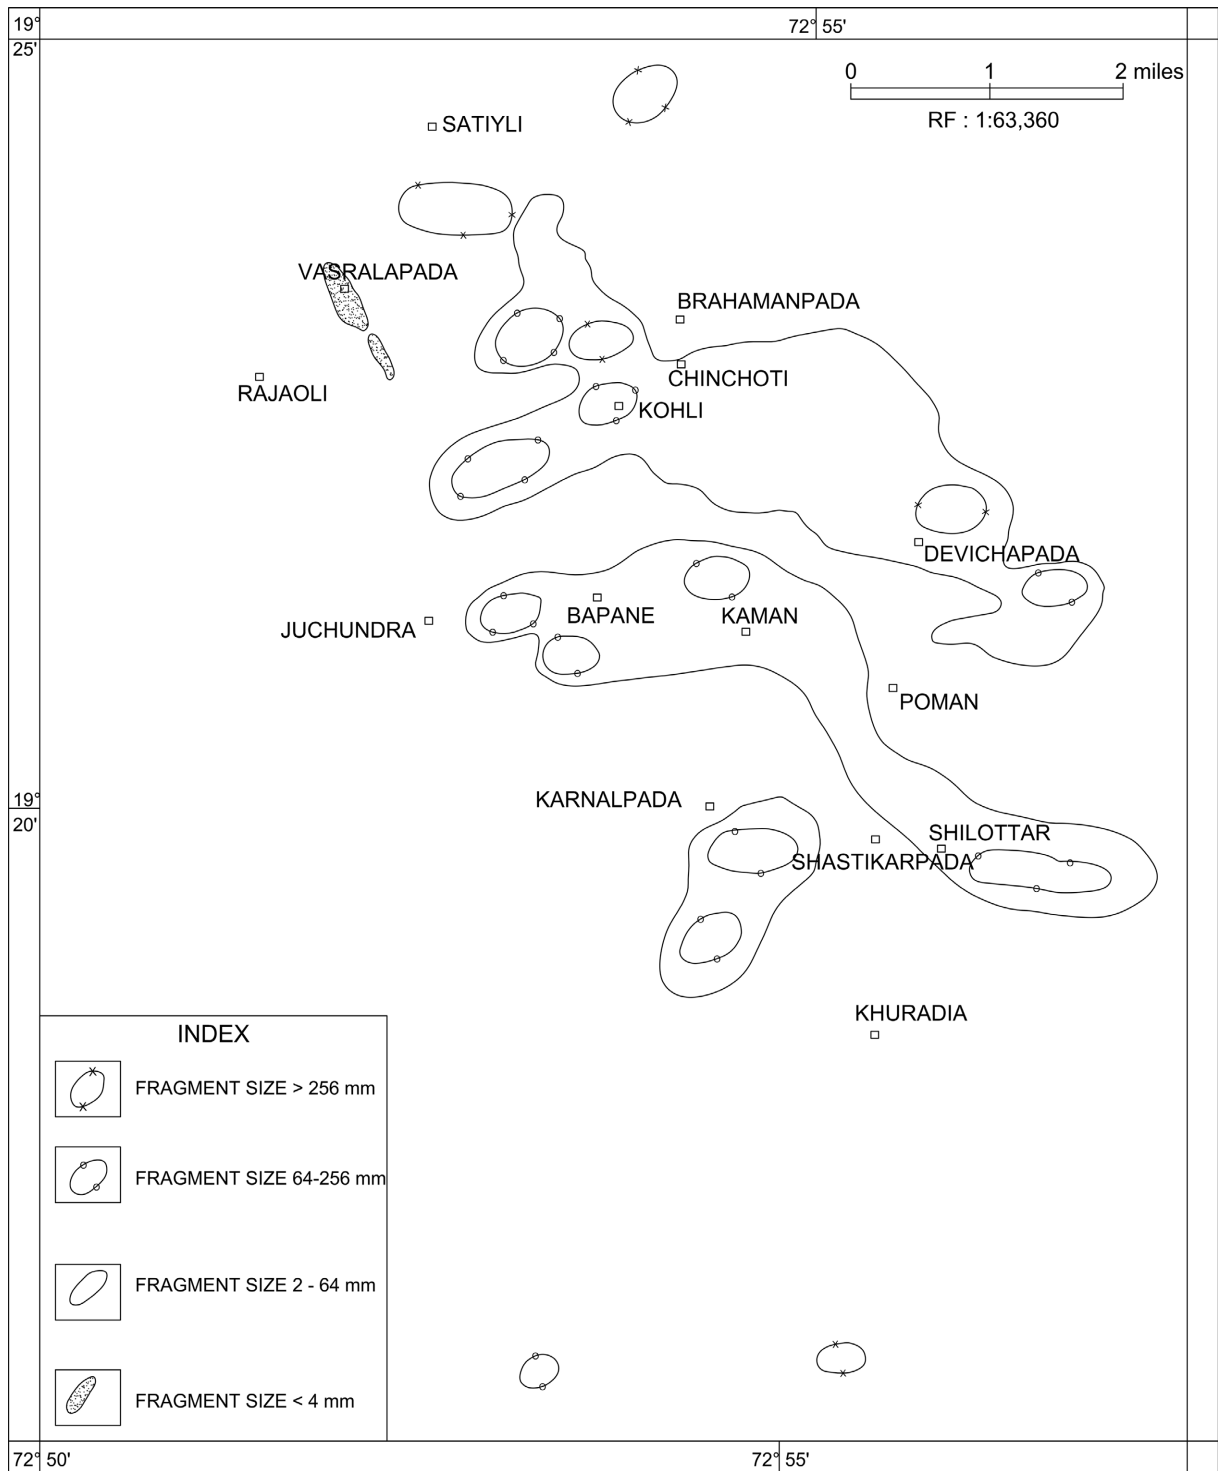 19°
25'
72° 55'
0 1 2 miles
RF : 1:63,360
SATIYLI
VASRALAPADA
BRAHAMANPADA
CHINCHOTI
RAJAOLI
KOHLI
DEVICHAPADA
BAPANE
KAMAN
JUCHUNDRA
POMAN
KARNALPADA
19°
20'
SHILOTTAR
SHASTIKARPADA
KHURADIA
INDEX
FRAGMENT SIZE > 256 mm
FRAGMENT SIZE 64-256 mm
FRAGMENT SIZE 2 - 64 mm
FRAGMENT SIZE < 4 mm
72° 50'
72° 55'